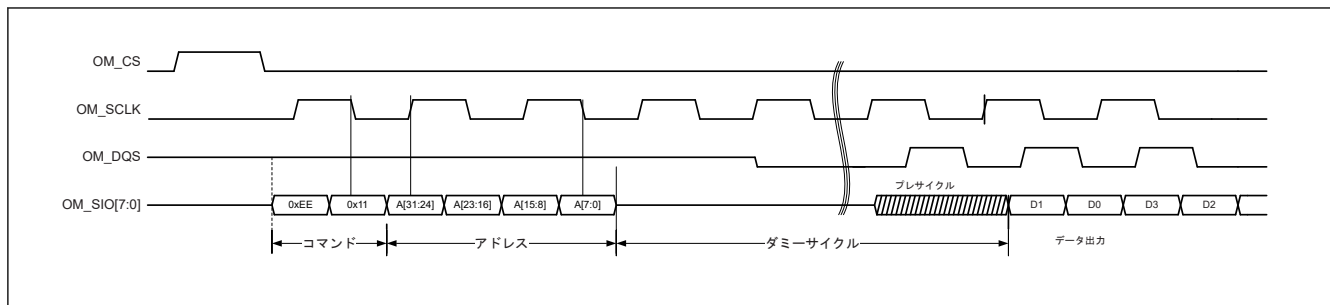 OM_CS
OM_SCLK
OM_DQS
プレサイクル
OM_SIO[7:0] 0xEE 0x11 A[31:24] A[23:16] A[15:8] A[7:0] D1 D0 D3 D2
コマンド アドレス ダミーサイクル データ出力